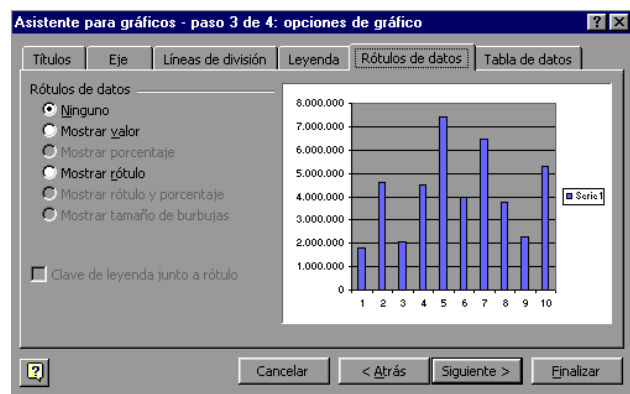 Asistente para gráficos - paso 3 de 4: opciones de gráfico
Títulos Eje Líneas de división Leyenda Rótulos de datos Tabla de datos
Rótulos de datos
Ninguno
Mostrar valor
Mostrar porcentaje
Mostrar rótulo
Mostrar rótulo y porcentaje
Mostrar tamaño de burbujas
Clave de leyenda junto a rótulo
8.000.000
7.000.000
6.000.000
5.000.000
4.000.000
3.000.000
2.000.000
1.000.000
0
1 2 3 4 5 6 7 8 9 10
Serie1
Cancelar < Atrás Siguiente > Finalizar